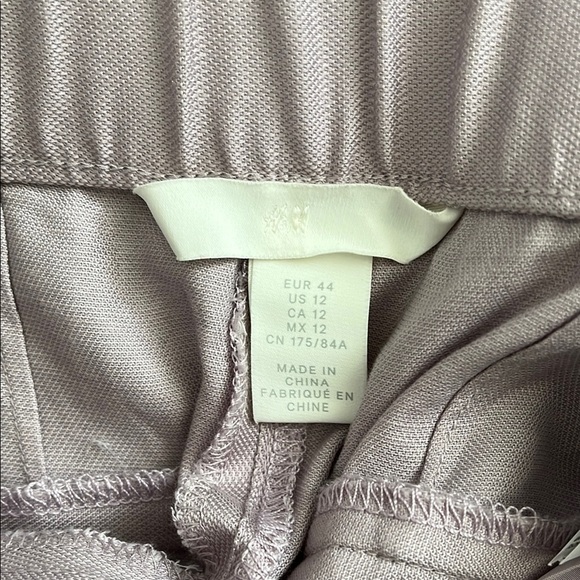 H&M
EUR 44
US 12
CA 12
MX 12
CN 175/84A
MADE IN
CHINA
FABRIQUÉ EN
CHINE